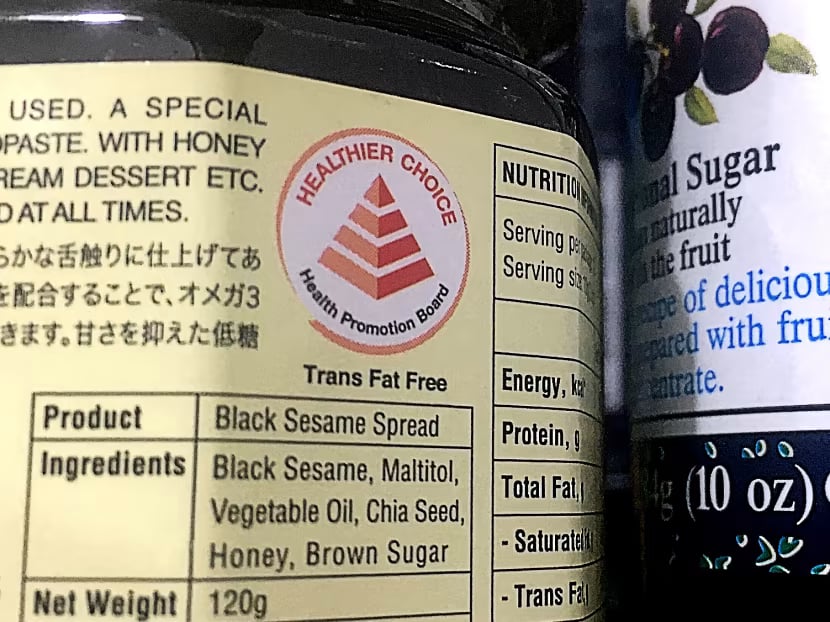 USED. A SPECIAL
PASTE. WITH HONEY
REAM DESSERT ETC.
D AT ALL TIMES.
らかな舌触りに仕上げてあ
を配合することで、オメガ3
きます。甘さを抑えた低糖
HEALTHIER CHOICE
Health Promotion Board
Trans Fat Free
Product Black Sesame Spread
Ingredients Black Sesame, Maltitol,
Vegetable Oil, Chia Seed,
Honey, Brown Sugar
Net Weight 120g
NUTRITION
Serving
Serving
Energy,
Protein, g
Total Fat,
- Saturated
- Trans Fat,
Sugar
naturally
the fruit
of deliciou
with fru
(10 oz)